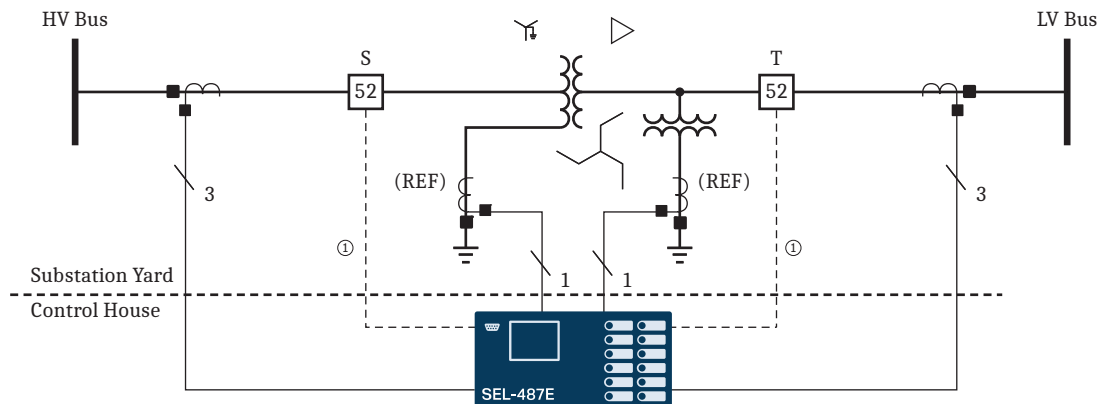 HV Bus
LV Bus
S
T
52
52
(REF)
(REF)
3
3
①
①
1
1
Substation Yard
Control House
SEL-487E